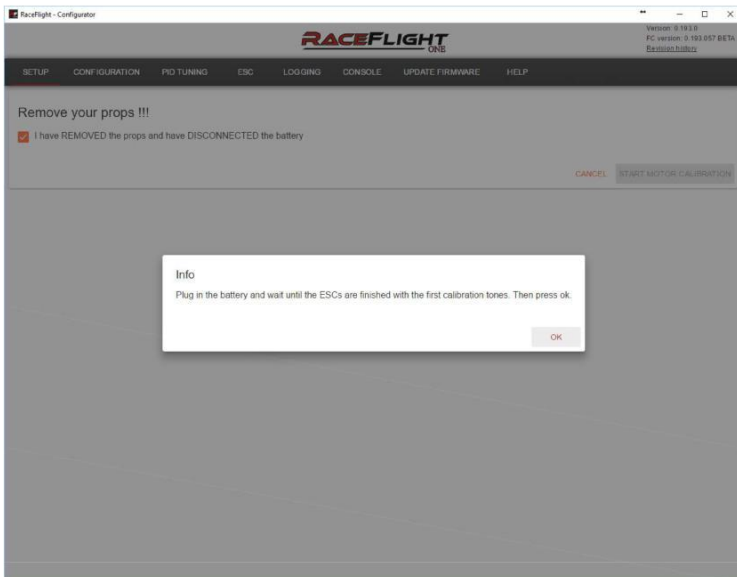 RaceFlight - Configurator
RACEFLIGHT
ONE
Version: 0.193.0
FC version: 0.193.057 BETA
Revision history
SETUP CONFIGURATION PID TUNING ESC LOGGING CONSOLE UPDATE FIRMWARE HELP
Remove your props !!!
I have REMOVED the props and have DISCONNECTED the battery
CANCEL START MOTOR CALIBRATION
Info
Plug in the battery and wait until the ESCs are finished with the first calibration tones. Then press ok.
OK